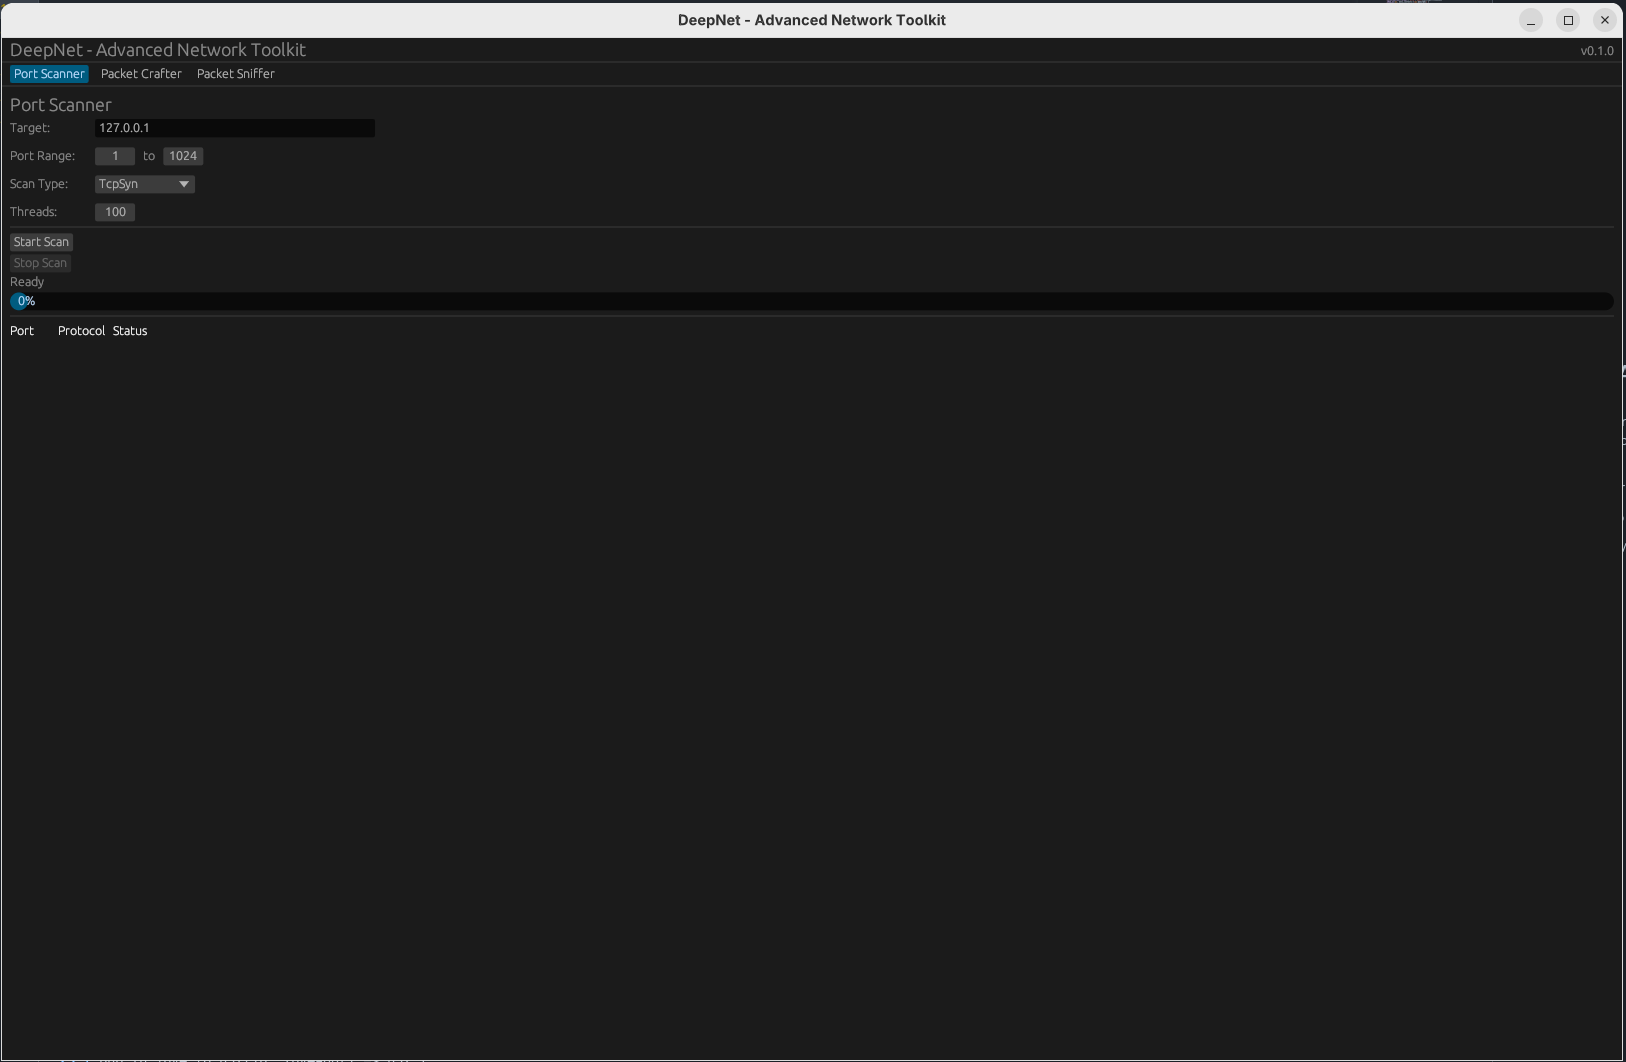 DeepNet - Advanced Network Toolkit
DeepNet - Advanced Network Toolkit v0.1.0
Port Scanner Packet Crafter Packet Sniffer
Port Scanner
Target: 127.0.0.1
Port Range: 1 to 1024
Scan Type: TcpSyn
Threads: 100
Start Scan
Stop Scan
Ready
0%
Port Protocol Status